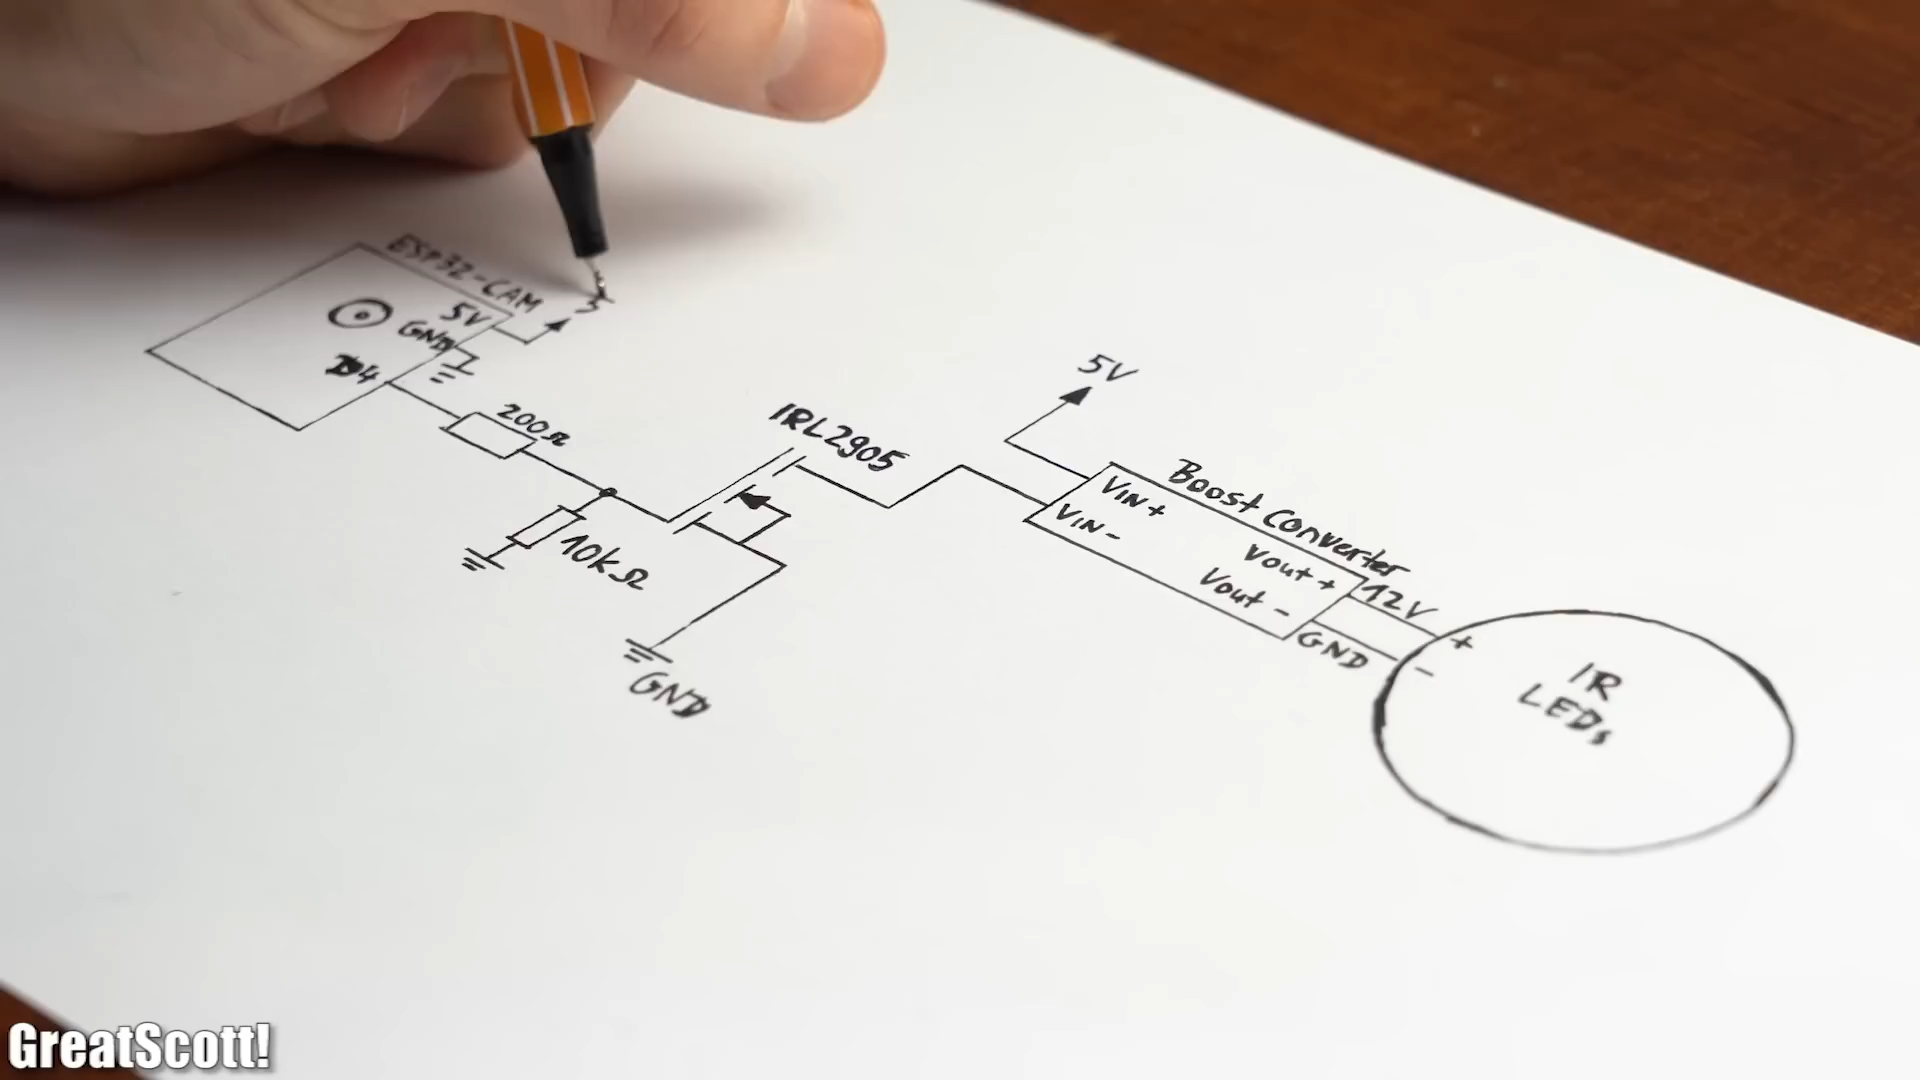 ESP32-CAM
5V
GND
D4
5
200Ω
10kΩ
IRL2905
GND
5V
Boost Converter
VIN+
VIN-
Vout+
Vout-
12V
GND
+
-
IR
LEDs
GreatScott!